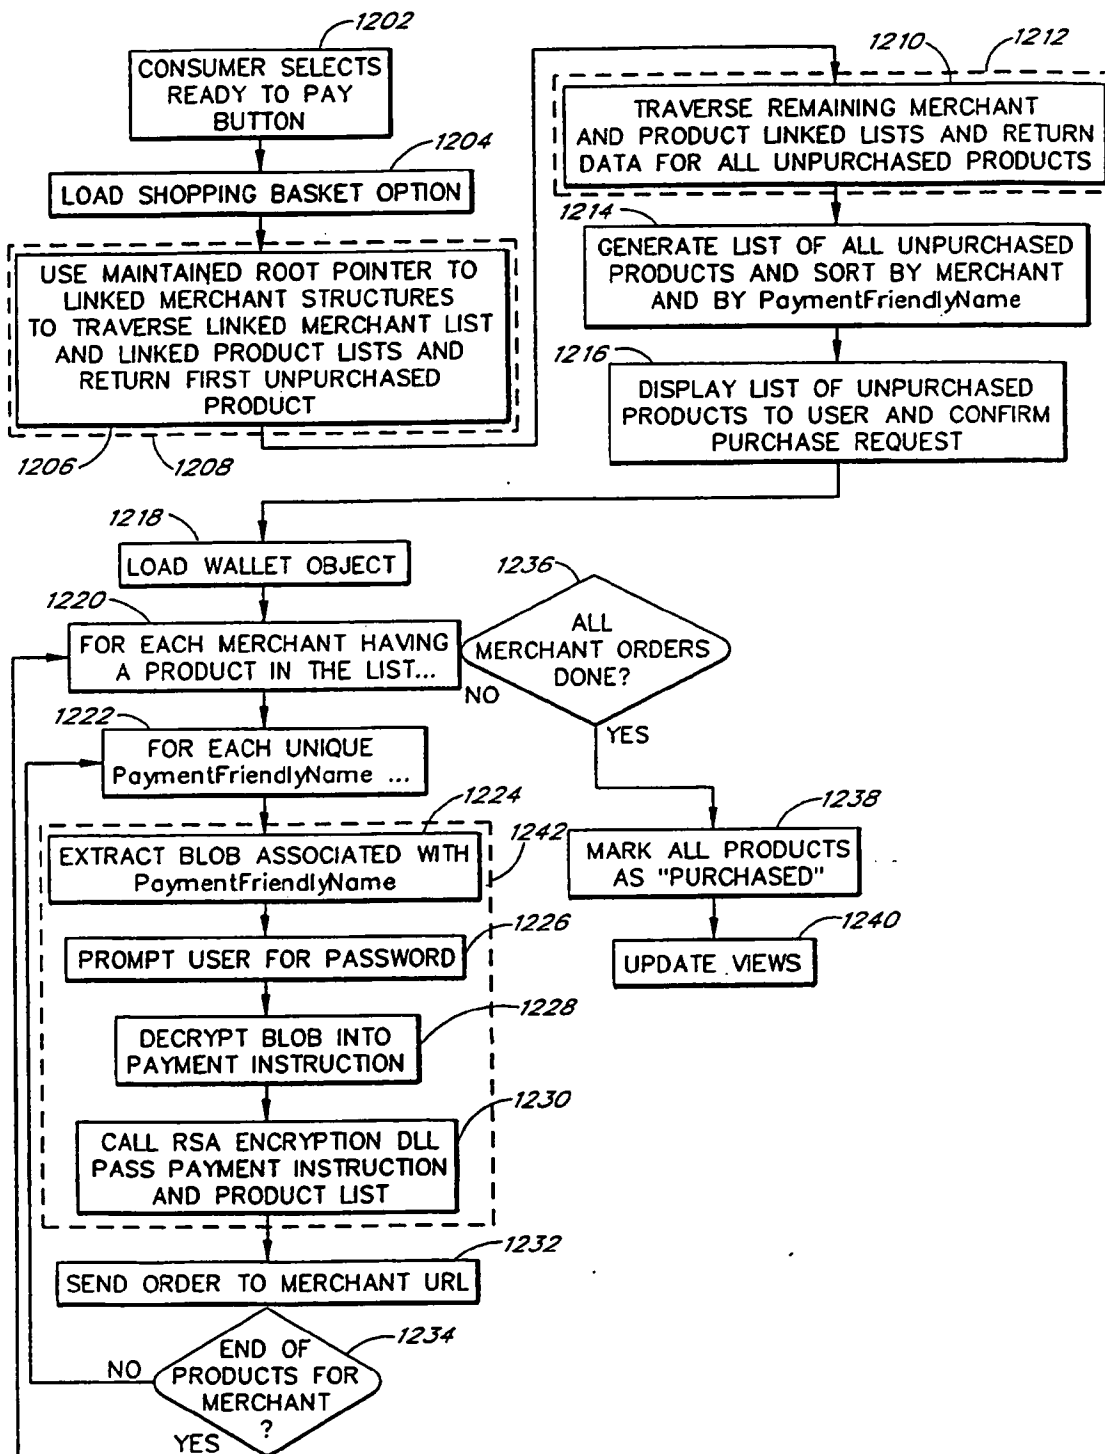 1202
CONSUMER SELECTS
READY TO PAY
BUTTON
1204
LOAD SHOPPING BASKET OPTION
USE MAINTAINED ROOT POINTER TO
LINKED MERCHANT STRUCTURES
TO TRAVERSE LINKED MERCHANT LIST
AND LINKED PRODUCT LISTS AND
RETURN FIRST UNPURCHASED
PRODUCT
1206
1208
1210
1212
TRAVERSE REMAINING MERCHANT
AND PRODUCT LINKED LISTS AND RETURN
DATA FOR ALL UNPURCHASED PRODUCTS
1214
GENERATE LIST OF ALL UNPURCHASED
PRODUCTS AND SORT BY MERCHANT
AND BY PaymentFriendlyName
1216
DISPLAY LIST OF UNPURCHASED
PRODUCTS TO USER AND CONFIRM
PURCHASE REQUEST
1218
LOAD WALLET OBJECT
1220
FOR EACH MERCHANT HAVING
A PRODUCT IN THE LIST...
1222
FOR EACH UNIQUE
PaymentFriendlyName ...
1224
1242
EXTRACT BLOB ASSOCIATED WITH
PaymentFriendlyName
1226
PROMPT USER FOR PASSWORD
1228
DECRYPT BLOB INTO
PAYMENT INSTRUCTION
1230
CALL RSA ENCRYPTION DLL
PASS PAYMENT INSTRUCTION
AND PRODUCT LIST
1232
SEND ORDER TO MERCHANT URL
1234
END OF
PRODUCTS FOR
MERCHANT
?
NO
YES
1236
ALL
MERCHANT ORDERS
DONE?
NO
YES
1238
MARK ALL PRODUCTS
AS "PURCHASED"
1240
UPDATE VIEWS